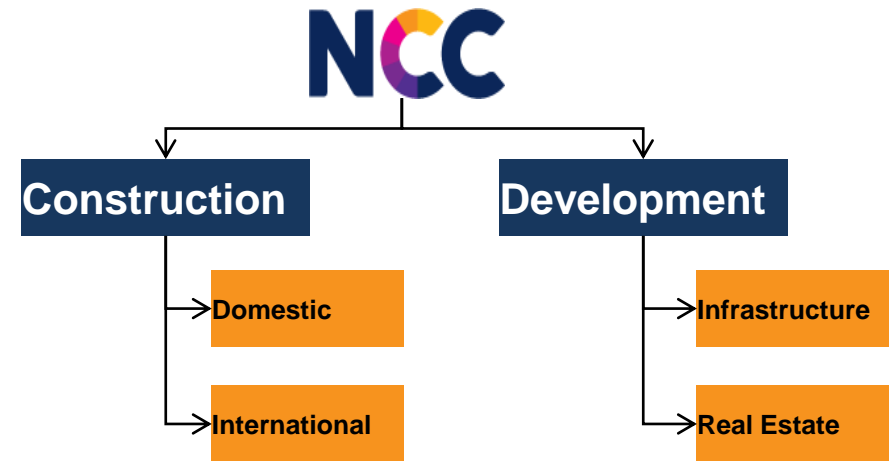 NCC
Construction
Development
Domestic
Infrastructure
International
Real Estate